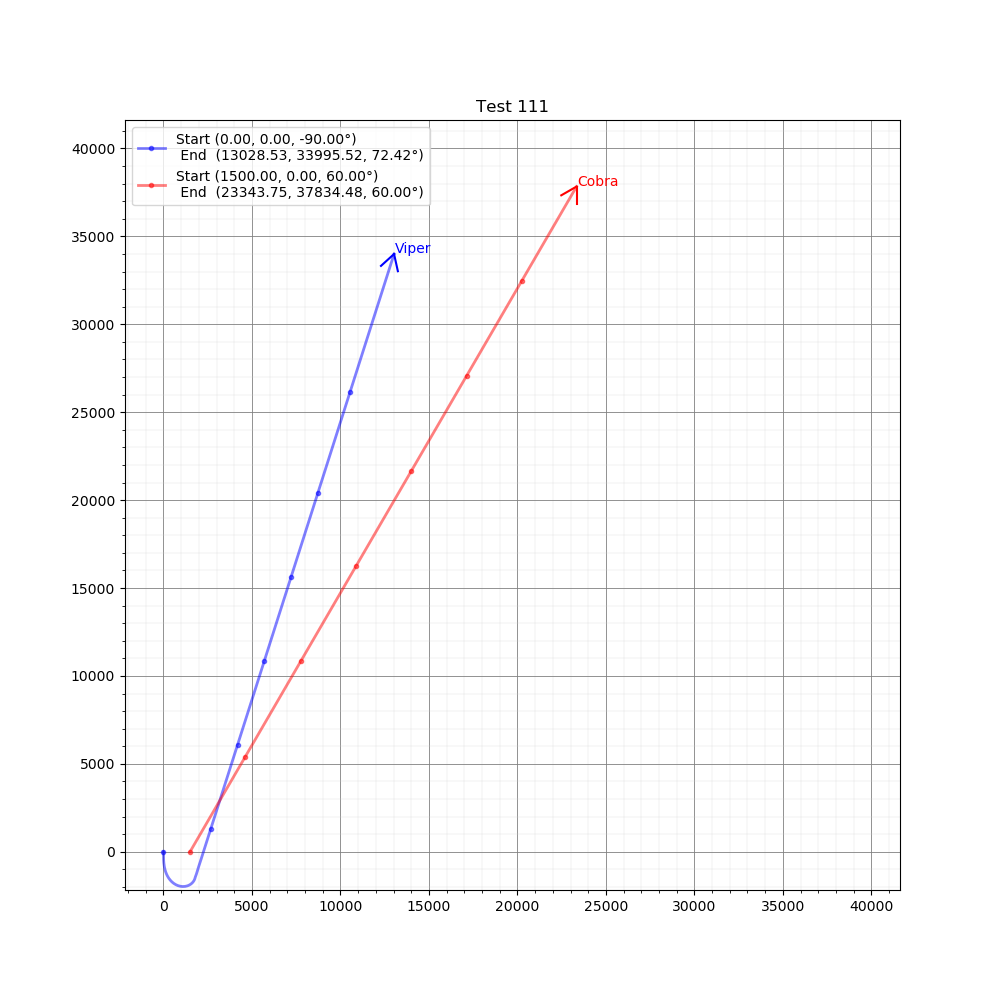 Test 111
Start (0.00, 0.00, -90.00°)
End (13028.53, 33995.52, 72.42°)
Start (1500.00, 0.00, 60.00°)
End (23343.75, 37834.48, 60.00°)
Cobra
Viper
40000
35000
30000
25000
20000
15000
10000
5000
0
0 5000 10000 15000 20000 25000 30000 35000 40000